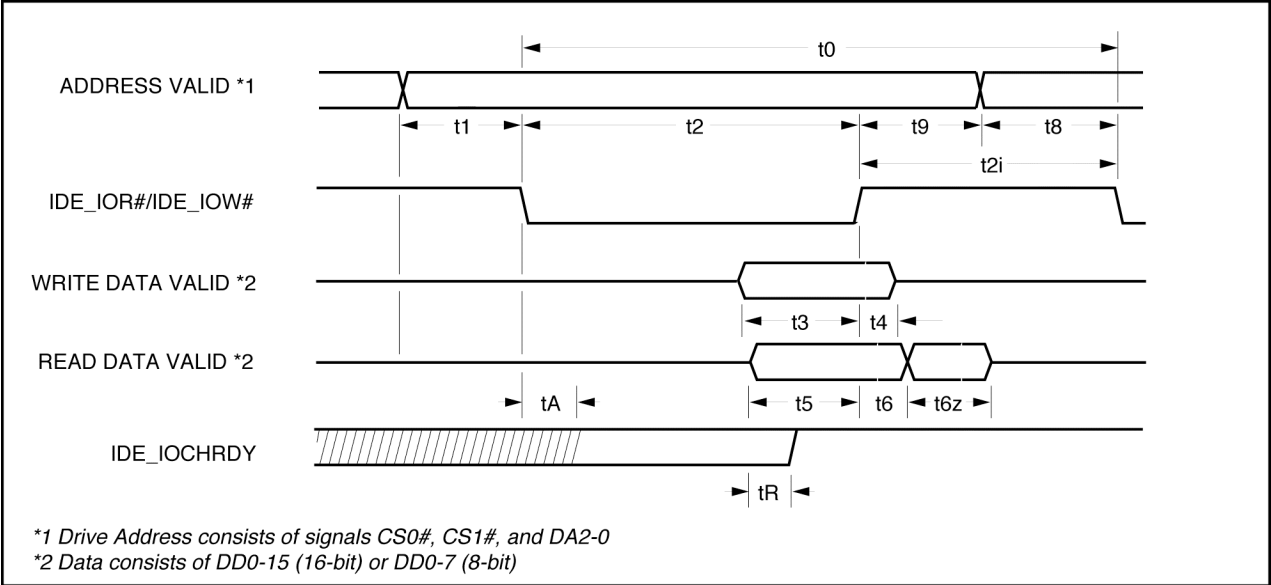 t0
ADDRESS VALID *1
t1 t2 t9 t8
t2i
IDE_IOR#/IDE_IOW#
WRITE DATA VALID *2
t3 t4
READ DATA VALID *2
tA t5 t6 t6z
IDE_IOCHRDY
tR
*1 Drive Address consists of signals CS0#, CS1#, and DA2-0
*2 Data consists of DD0-15 (16-bit) or DD0-7 (8-bit)